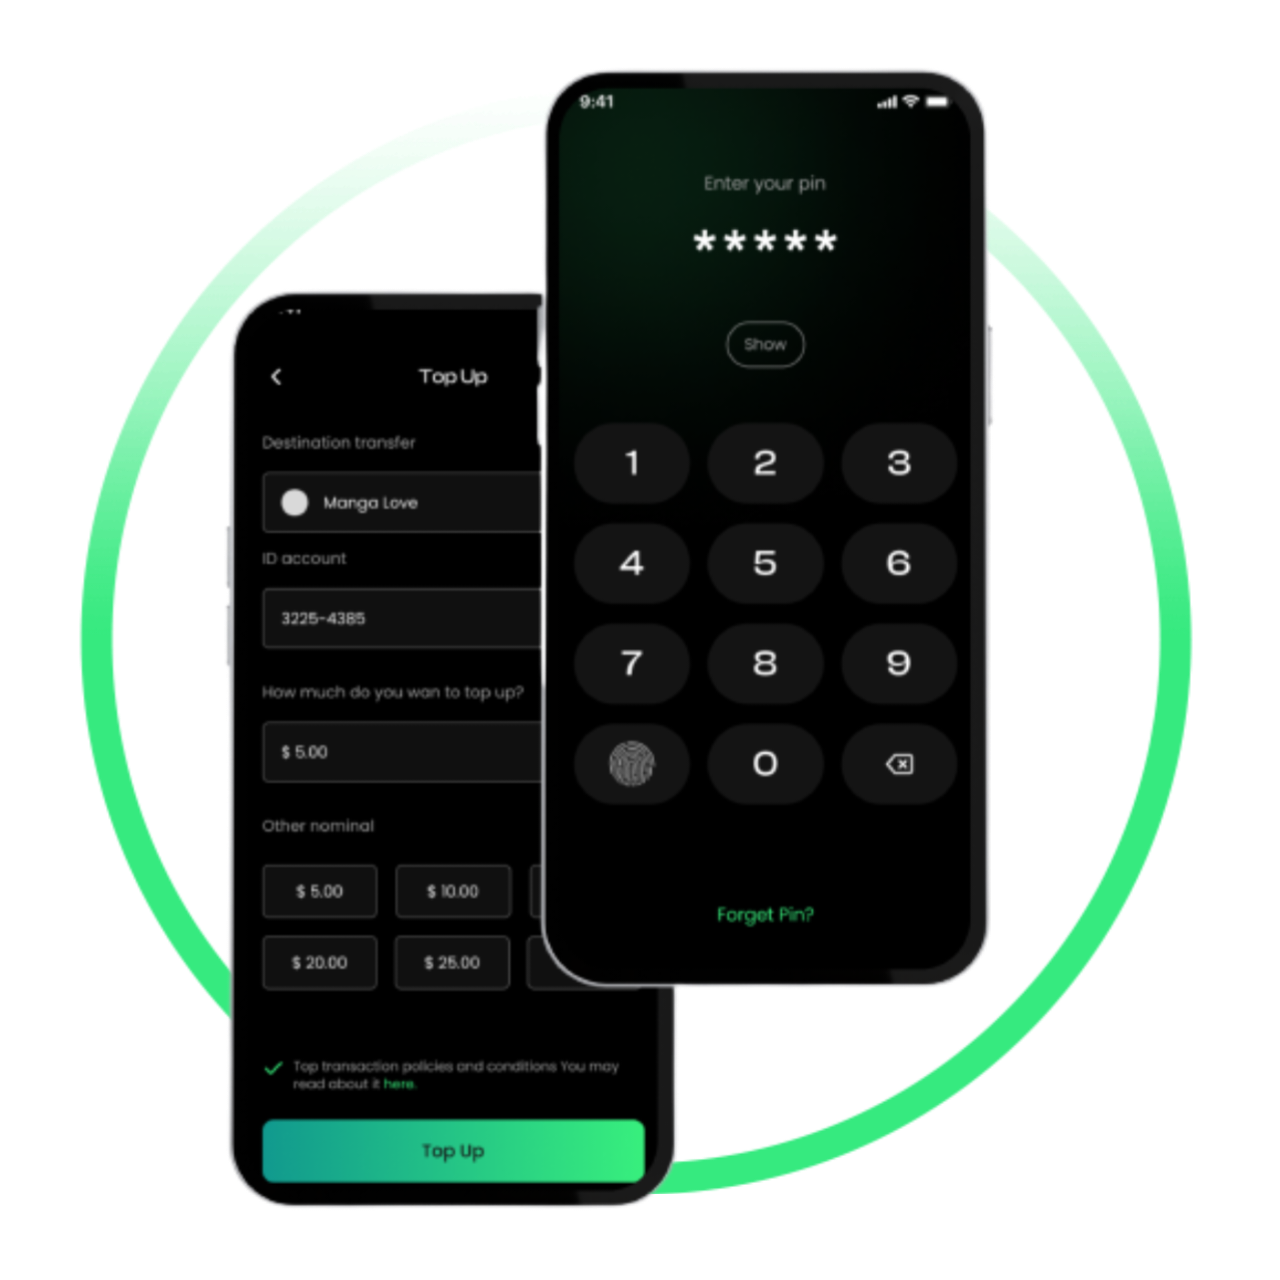 9:41
Enter your pin
*****
Show
1 2 3
4 5 6
7 8 9
0
Forget Pin?
Top Up
Destination transfer
Manga Love
ID account
3225-4385
How much do you wan to top up?
$ 5.00
Other nominal
$ 5.00 $ 10.00
$ 20.00 $ 25.00
Top transaction policies and conditions You may
read about it here.
Top Up